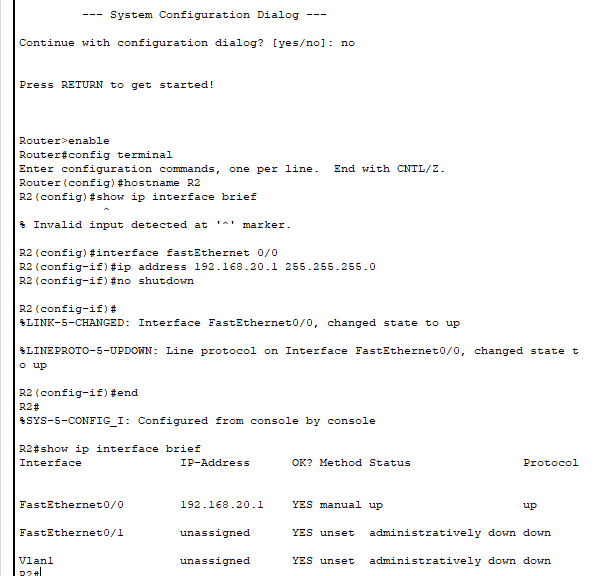 --- System Configuration Dialog ---
Continue with configuration dialog? [yes/no]: no
Press RETURN to get started!
Router>enable
Router#config terminal
Enter configuration commands, one per line.  End with CNTL/Z.
Router(config)#hostname R2
R2(config)#show ip interface brief
^
% Invalid input detected at '^' marker.
R2(config)#interface fastEthernet 0/0
R2(config-if)#ip address 192.168.20.1 255.255.255.0
R2(config-if)#no shutdown
R2(config-if)#
%LINK-5-CHANGED: Interface FastEthernet0/0, changed state to up
%LINEPROTO-5-UPDOWN: Line protocol on Interface FastEthernet0/0, changed state t
o up
R2(config-if)#end
R2#
%SYS-5-CONFIG_I: Configured from console by console
R2#show ip interface brief
Interface              IP-Address      OK? Method Status                Protocol
FastEthernet0/0        192.168.20.1    YES manual up                    up
FastEthernet0/1        unassigned      YES unset  administratively down down
Vlan1                  unassigned      YES unset  administratively down down
R2#